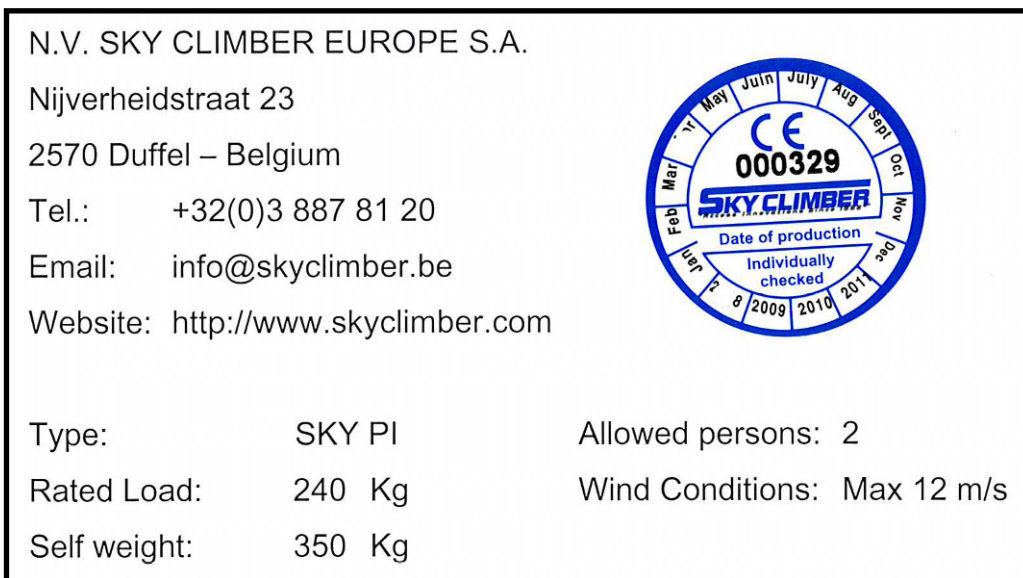 N.V. SKY CLIMBER EUROPE S.A.
Nijverheidstraat 23
2570 Duffel – Belgium
Tel.: +32(0)3 887 81 20
Email: info@skyclimber.be
Website: http://www.skyclimber.com
Jan Feb Mar May Juin July Aug Sept Oct Nov Dec
CE
000329
SKY CLIMBER
Date of production
Individually
checked
2009 2010 2011
Type: SKY PI
Allowed persons: 2
Rated Load: 240 Kg
Wind Conditions: Max 12 m/s
Self weight: 350 Kg